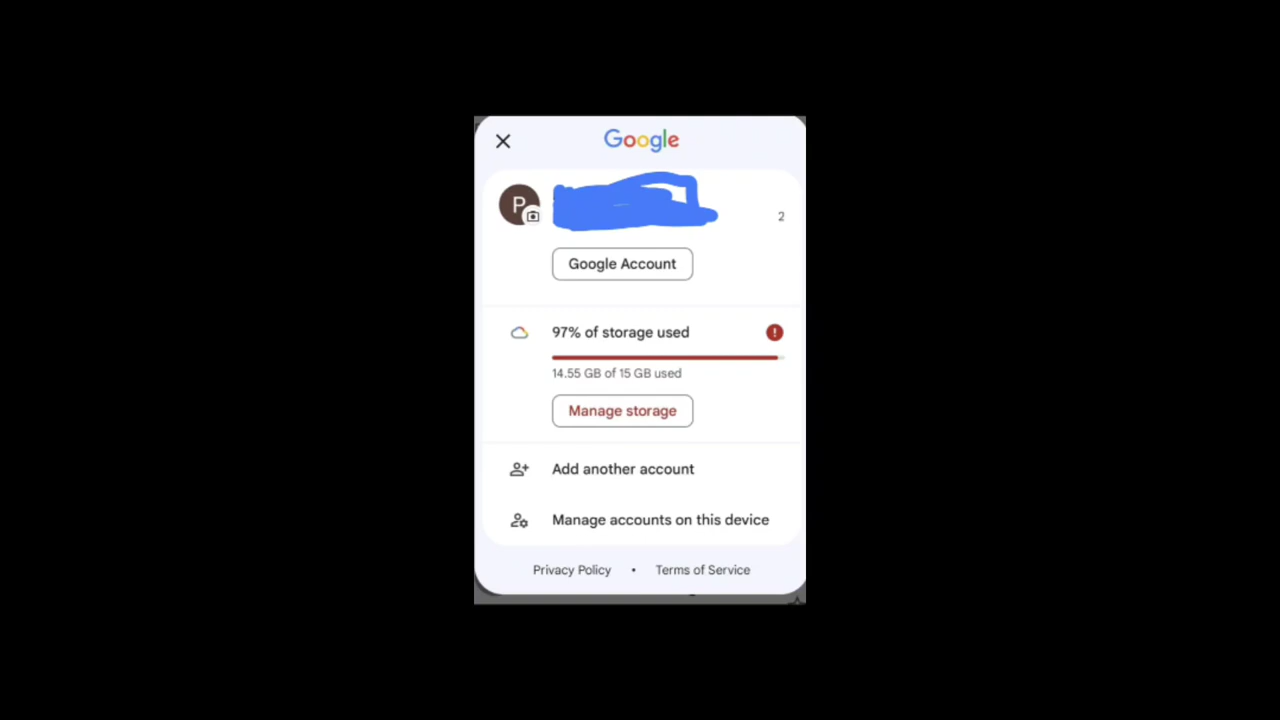 Google
P
2
Google Account
97% of storage used
14.55 GB of 15 GB used
Manage storage
Add another account
Manage accounts on this device
Privacy Policy • Terms of Service